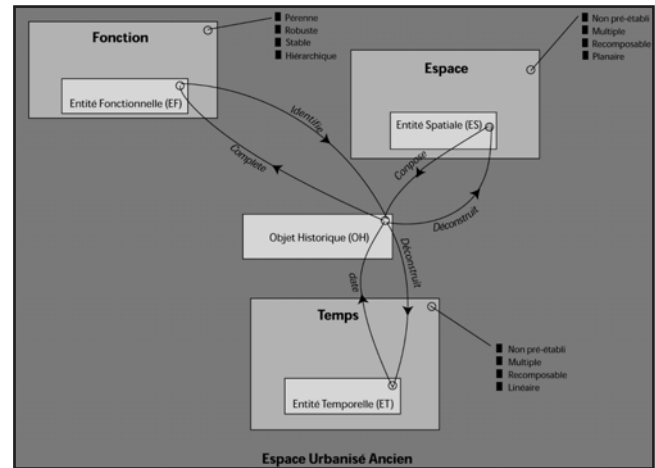 Fonction
Perenne
Robuste
Stable
Hiérarchique
Entité Fonctionnelle (EF)
Non pré-établi
Multiple
Recomposable
Planaire
Espace
Entité Spatiale (ES)
Identifie
Complete
Conpose
Déconstruit
Objet Historique (OH)
Déconstruit
date
Temps
Non pré-établi
Multiple
Recomposable
Linéaire
Entité Temporelle (ET)
Espace Urbanisé Ancien